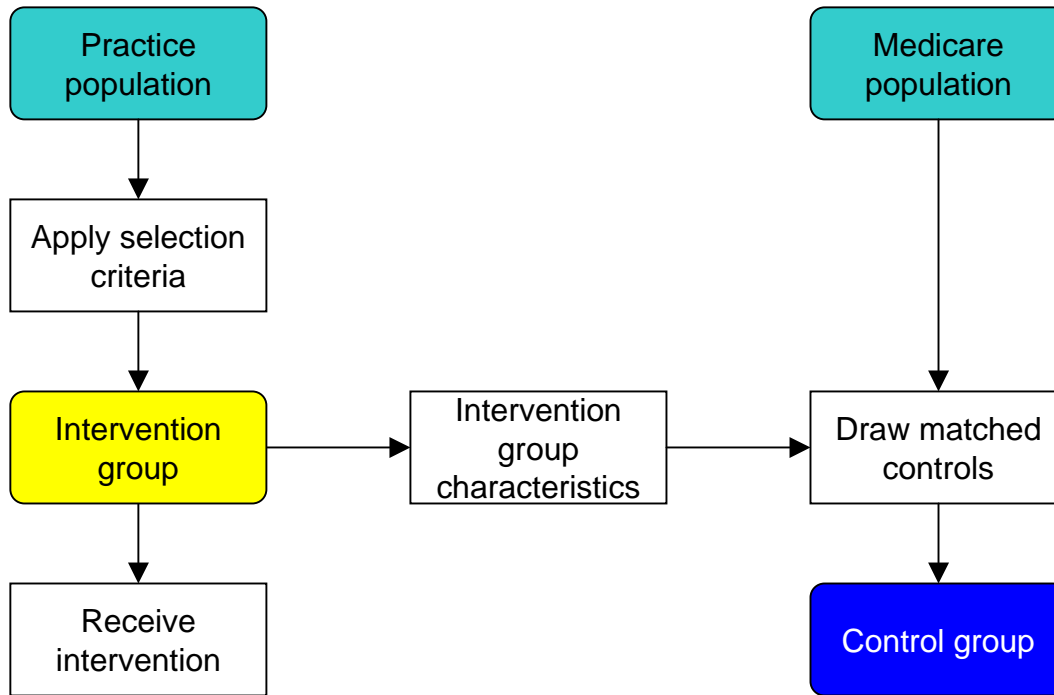 Practice
population
Medicare
population
Apply selection
criteria
Intervention
group
Intervention
group
characteristics
Draw matched
controls
Receive
intervention
Control group